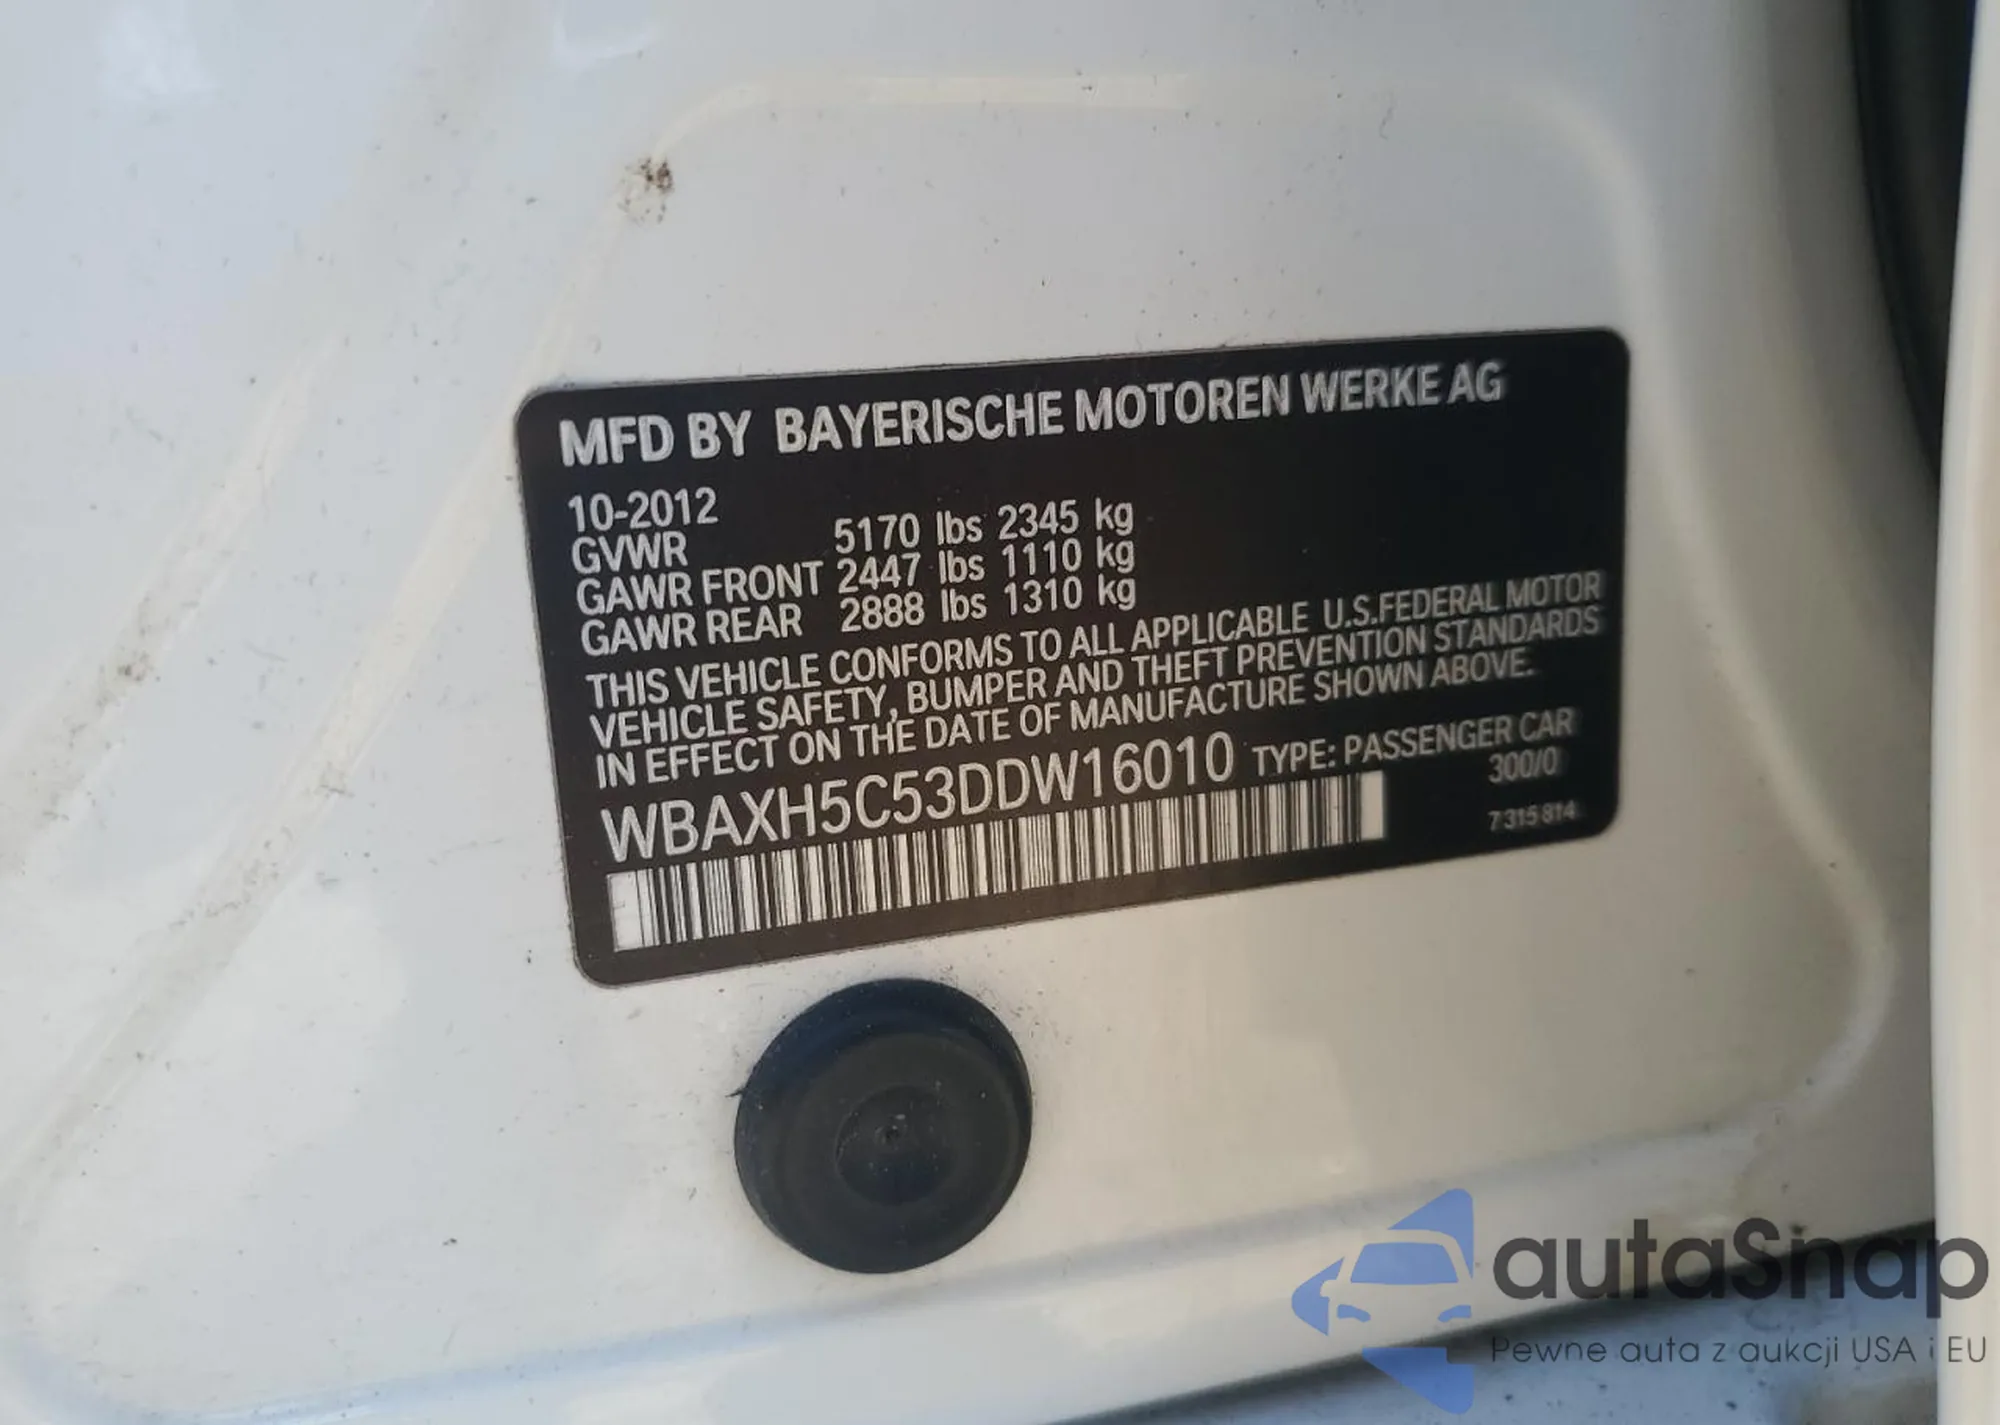 MFD BY BAYERISCHE MOTOREN WERKE AG
10-2012
GVWR 5170 lbs 2345 kg
GAWR FRONT 2447 lbs 1110 kg
GAWR REAR 2888 lbs 1310 kg
THIS VEHICLE CONFORMS TO ALL APPLICABLE U.S.FEDERAL MOTOR
VEHICLE SAFETY, BUMPER AND THEFT PREVENTION STANDARDS
IN EFFECT ON THE DATE OF MANUFACTURE SHOWN ABOVE.
WBAXH5C53DDW16010 TYPE: PASSENGER CAR
300/0
7 315 814
autaSnap
Pewne auta z aukcji USA i EU